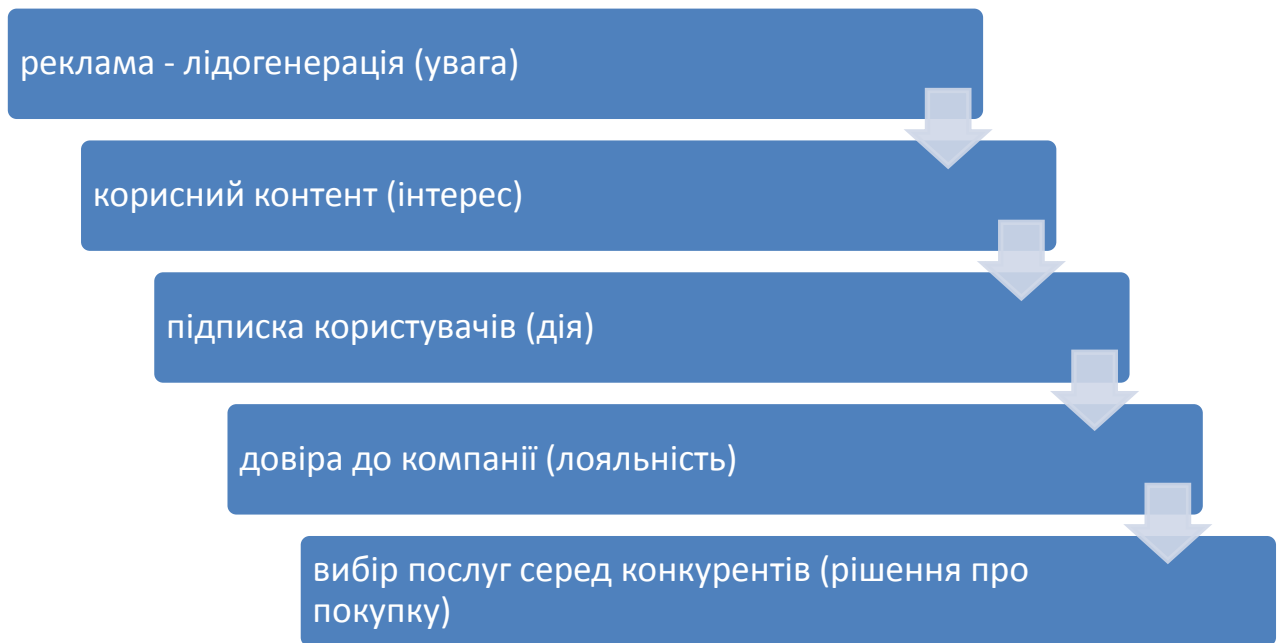 реклама - лідогенерація (увага)
корисний контент (інтерес)
підписка користувачів (дія)
довіра до компанії (лояльність)
вибір послуг серед конкурентів (рішення про
покупку)